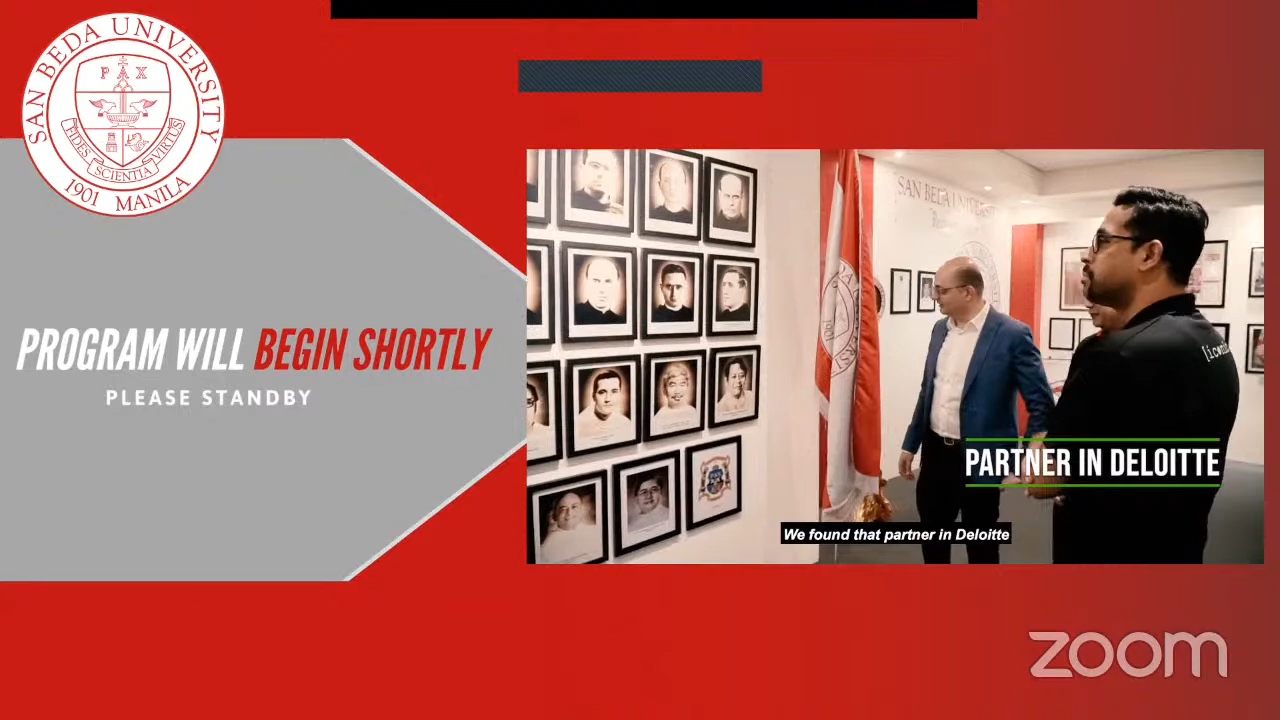 SAN BEDA UNIVERSITY
PAX
FIDES
SCIENTIA
VIRTUS
1901 MANILA
PROGRAM WILL BEGIN SHORTLY
PLEASE STANDBY
SAN BEDA UNIVERSITY
PARTNER IN DELOITTE
We found that partner in Deloitte
zoom